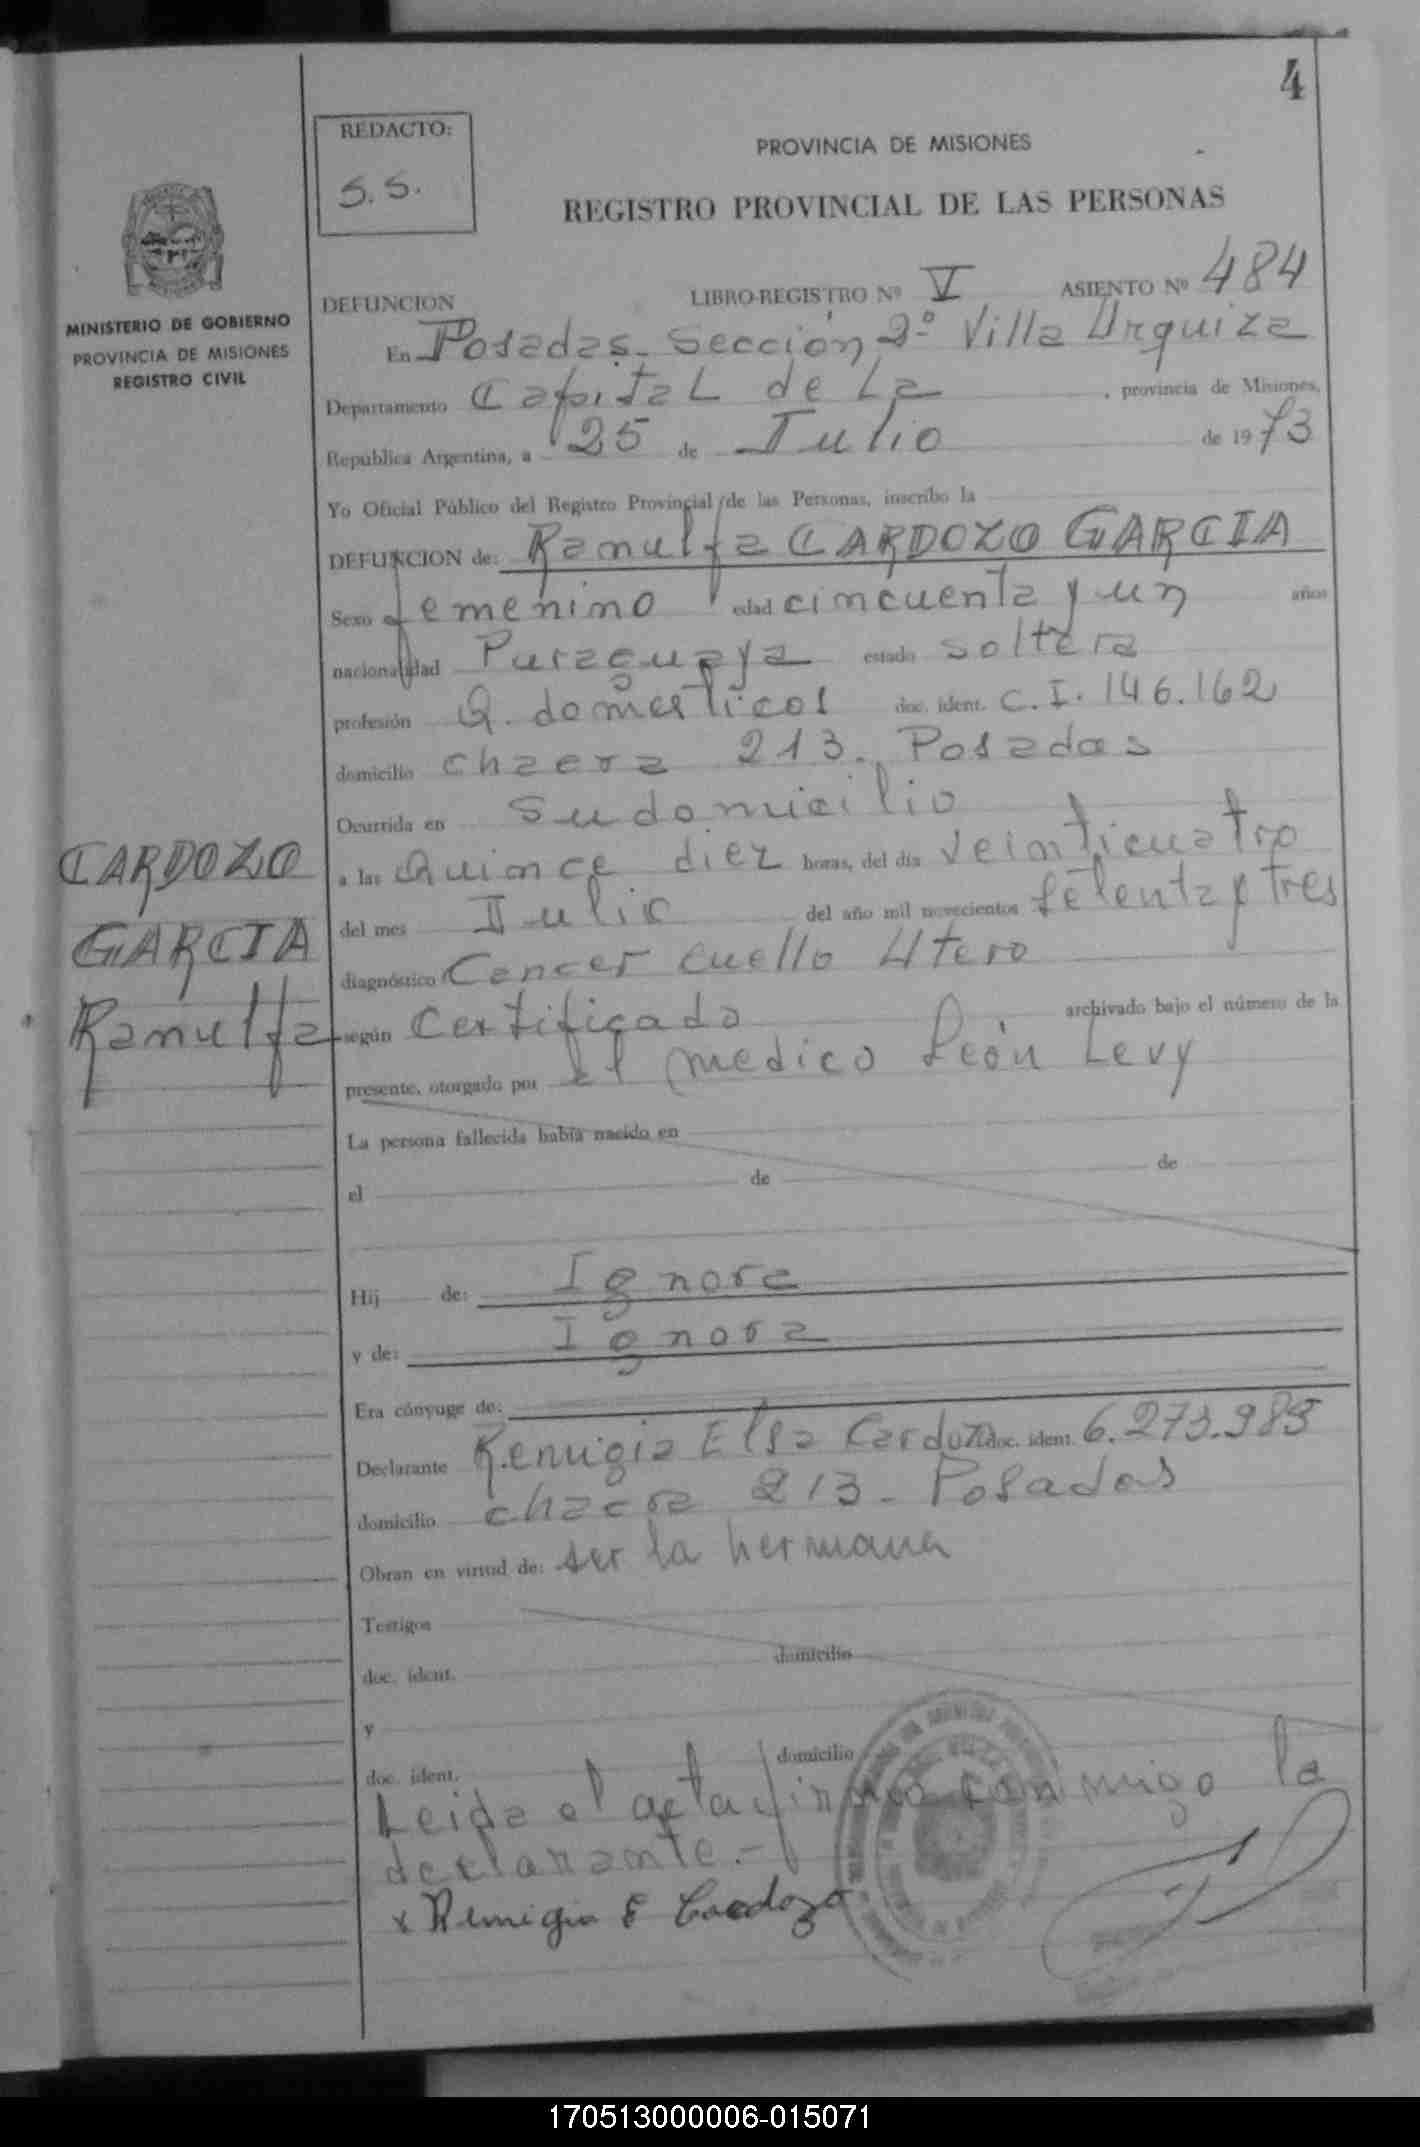 4
REDACTO:
S.S.
PROVINCIA DE MISIONES
REGISTRO PROVINCIAL DE LAS PERSONAS
MINISTERIO DE GOBIERNO
PROVINCIA DE MISIONES
REGISTRO CIVIL
DEFUNCION LIBRO-REGISTRO Nº V ASIENTO Nº 484
En Posadas. Sección 2º Villa Urquiza
Departamento Capital de La , provincia de Misiones,
Republica Argentina, a 25 de Julio de 1973
Yo Oficial Público del Registro Provincial de las Personas, inscribo la
DEFUNCION de: Ranulfa CARDOZO GARCIA
Sexo femenino edad cincuenta y un años
nacionalidad Paraguaya estado soltera
profesión Q. domésticos doc. ident. C.I. 146.162
domicilio chacra 213. Posadas
Ocurrida en su domicilio
a las Quince diez horas, del día veinticuatro
del mes Julio del año mil novecientos setenta y tres
diagnóstico Cancer cuello Utero
según Certificado archivado bajo el número de la
presente, otorgado por el medico León Levy
CARDOZO
GARCIA
Ranulfa
La persona fallecida había nacido en
el de de
Hij de: Ignora
y de: Ignora
Era cónyuge de:
Declarante Remigia Elsa Cardozo doc. ident. 6.273.983
domicilio chacra 213 - Posadas
Obran en virtud de: ser la hermana
Testigos
doc. ident. domicilio
y
doc. ident. domicilio
Leida el acta firma conmigo la
declarante.-
x Remigia E Cardozo
170513000006-015071